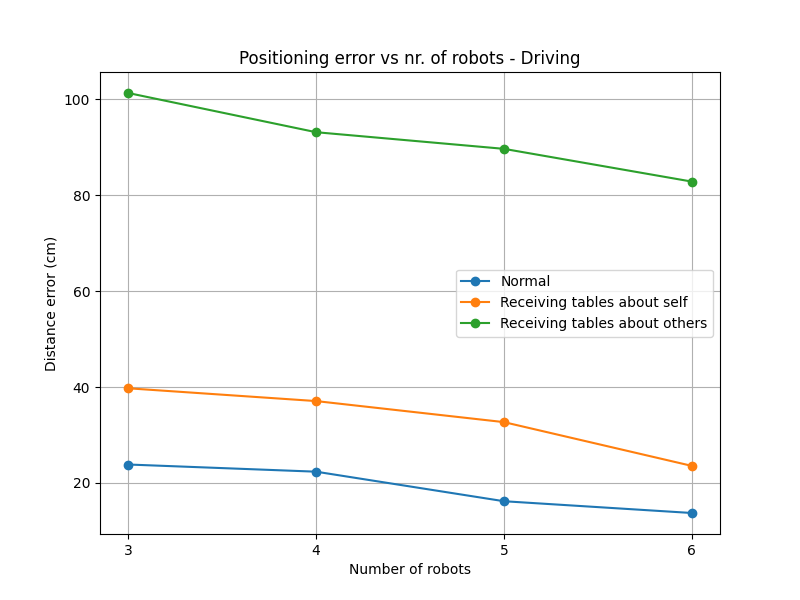 Positioning error vs nr. of robots - Driving
100
80
60
40
20
Distance error (cm)
Normal
Receiving tables about self
Receiving tables about others
3 4 5 6
Number of robots